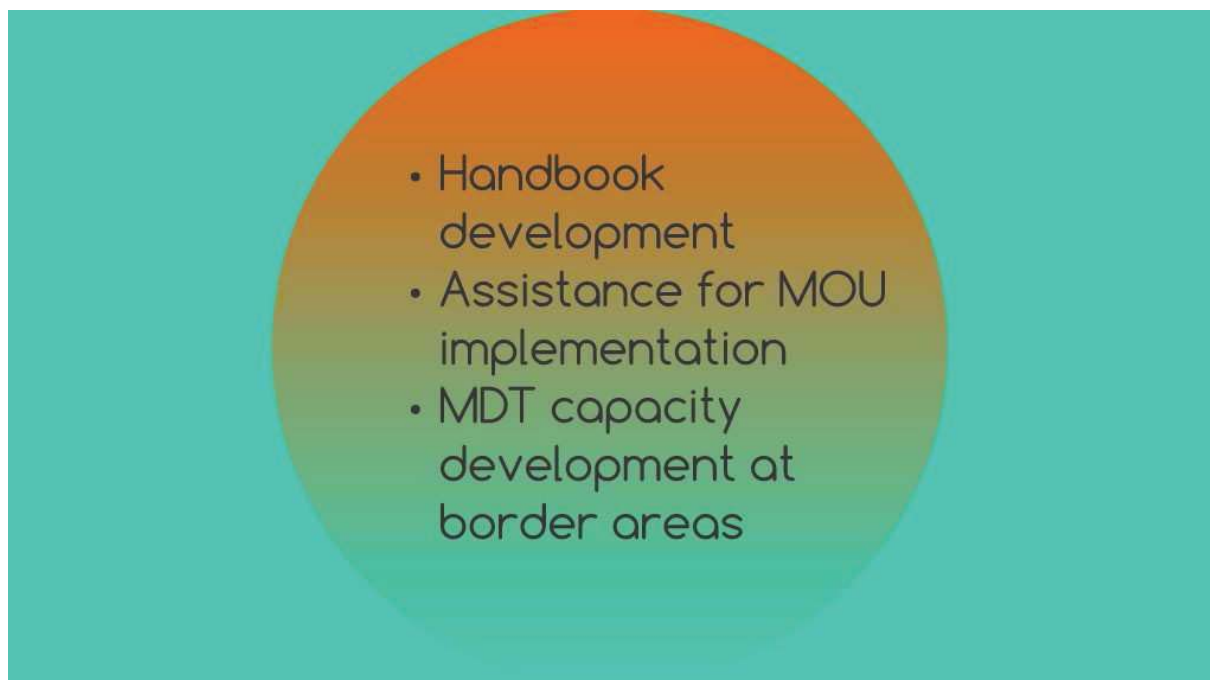 • Handbook
development
• Assistance for MOU
implementation
• MDT capacity
development at
border areas